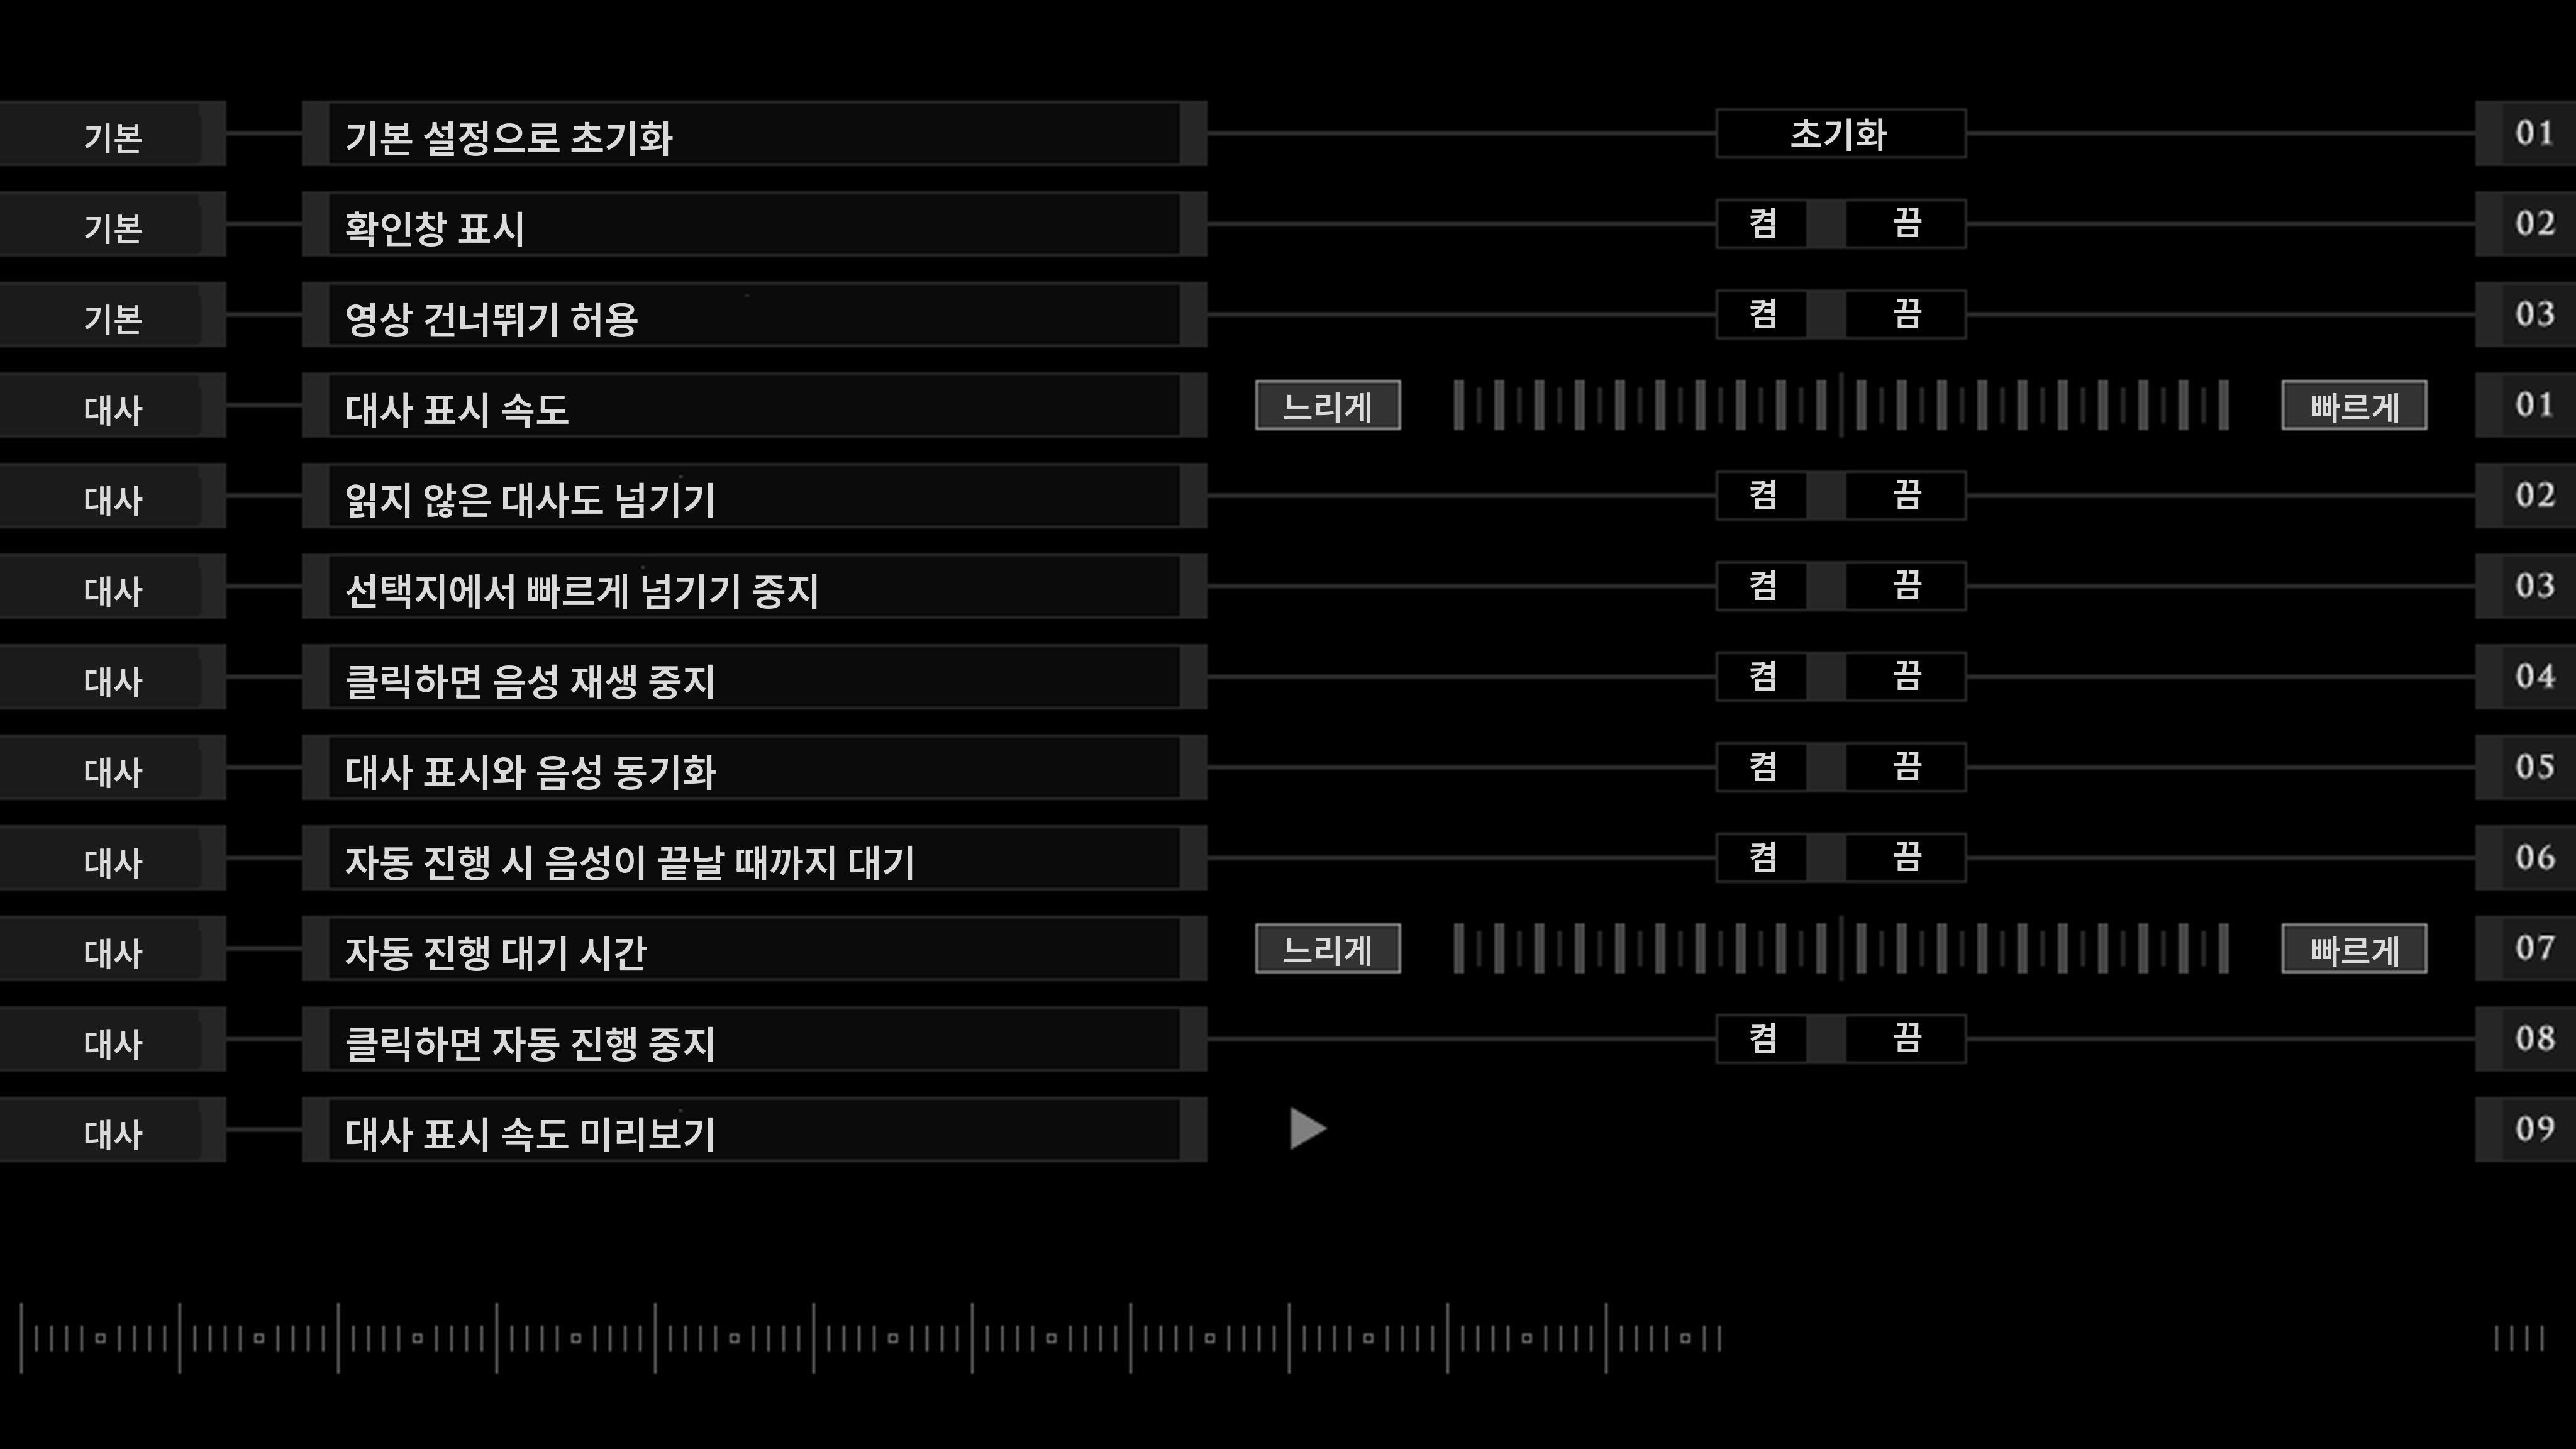 기본 기본 설정으로 초기화 초기화 01
기본 확인창 표시 켬 끔 02
기본 영상 건너뛰기 허용 켬 끔 03
대사 대사 표시 속도 느리게 빠르게 01
대사 읽지 않은 대사도 넘기기 켬 끔 02
대사 선택지에서 빠르게 넘기기 중지 켬 끔 03
대사 클릭하면 음성 재생 중지 켬 끔 04
대사 대사 표시와 음성 동기화 켬 끔 05
대사 자동 진행 시 음성이 끝날 때까지 대기 켬 끔 06
대사 자동 진행 대기 시간 느리게 빠르게 07
대사 클릭하면 자동 진행 중지 켬 끔 08
대사 대사 표시 속도 미리보기 09